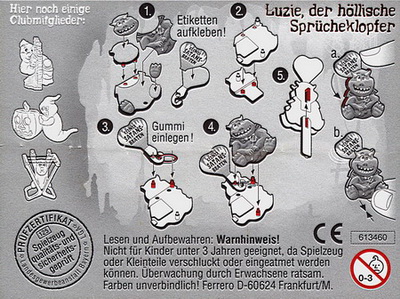 Hier noch einige
Clubmitglieder:
Luzie, der höllische
Sprücheklopfer
1.
Etiketten
aufkleben!
2.
5.
a.
3.
Gummi
einlegen!
4.
b.
PRÜFZERTIFIKAT
Spielzeug
qualitäts- und
sicherheits-
geprüft
Lesen und Aufbewahren: Warnhinweis!
Nicht für Kinder unter 3 Jahren geeignet, da Spielzeug
oder Kleinteile verschluckt oder eingeatmet werden
können. Überwachung durch Erwachsene ratsam.
Farben unverbindlich! Ferrero D-60624 Frankfurt/M.
CE
613460
0-3